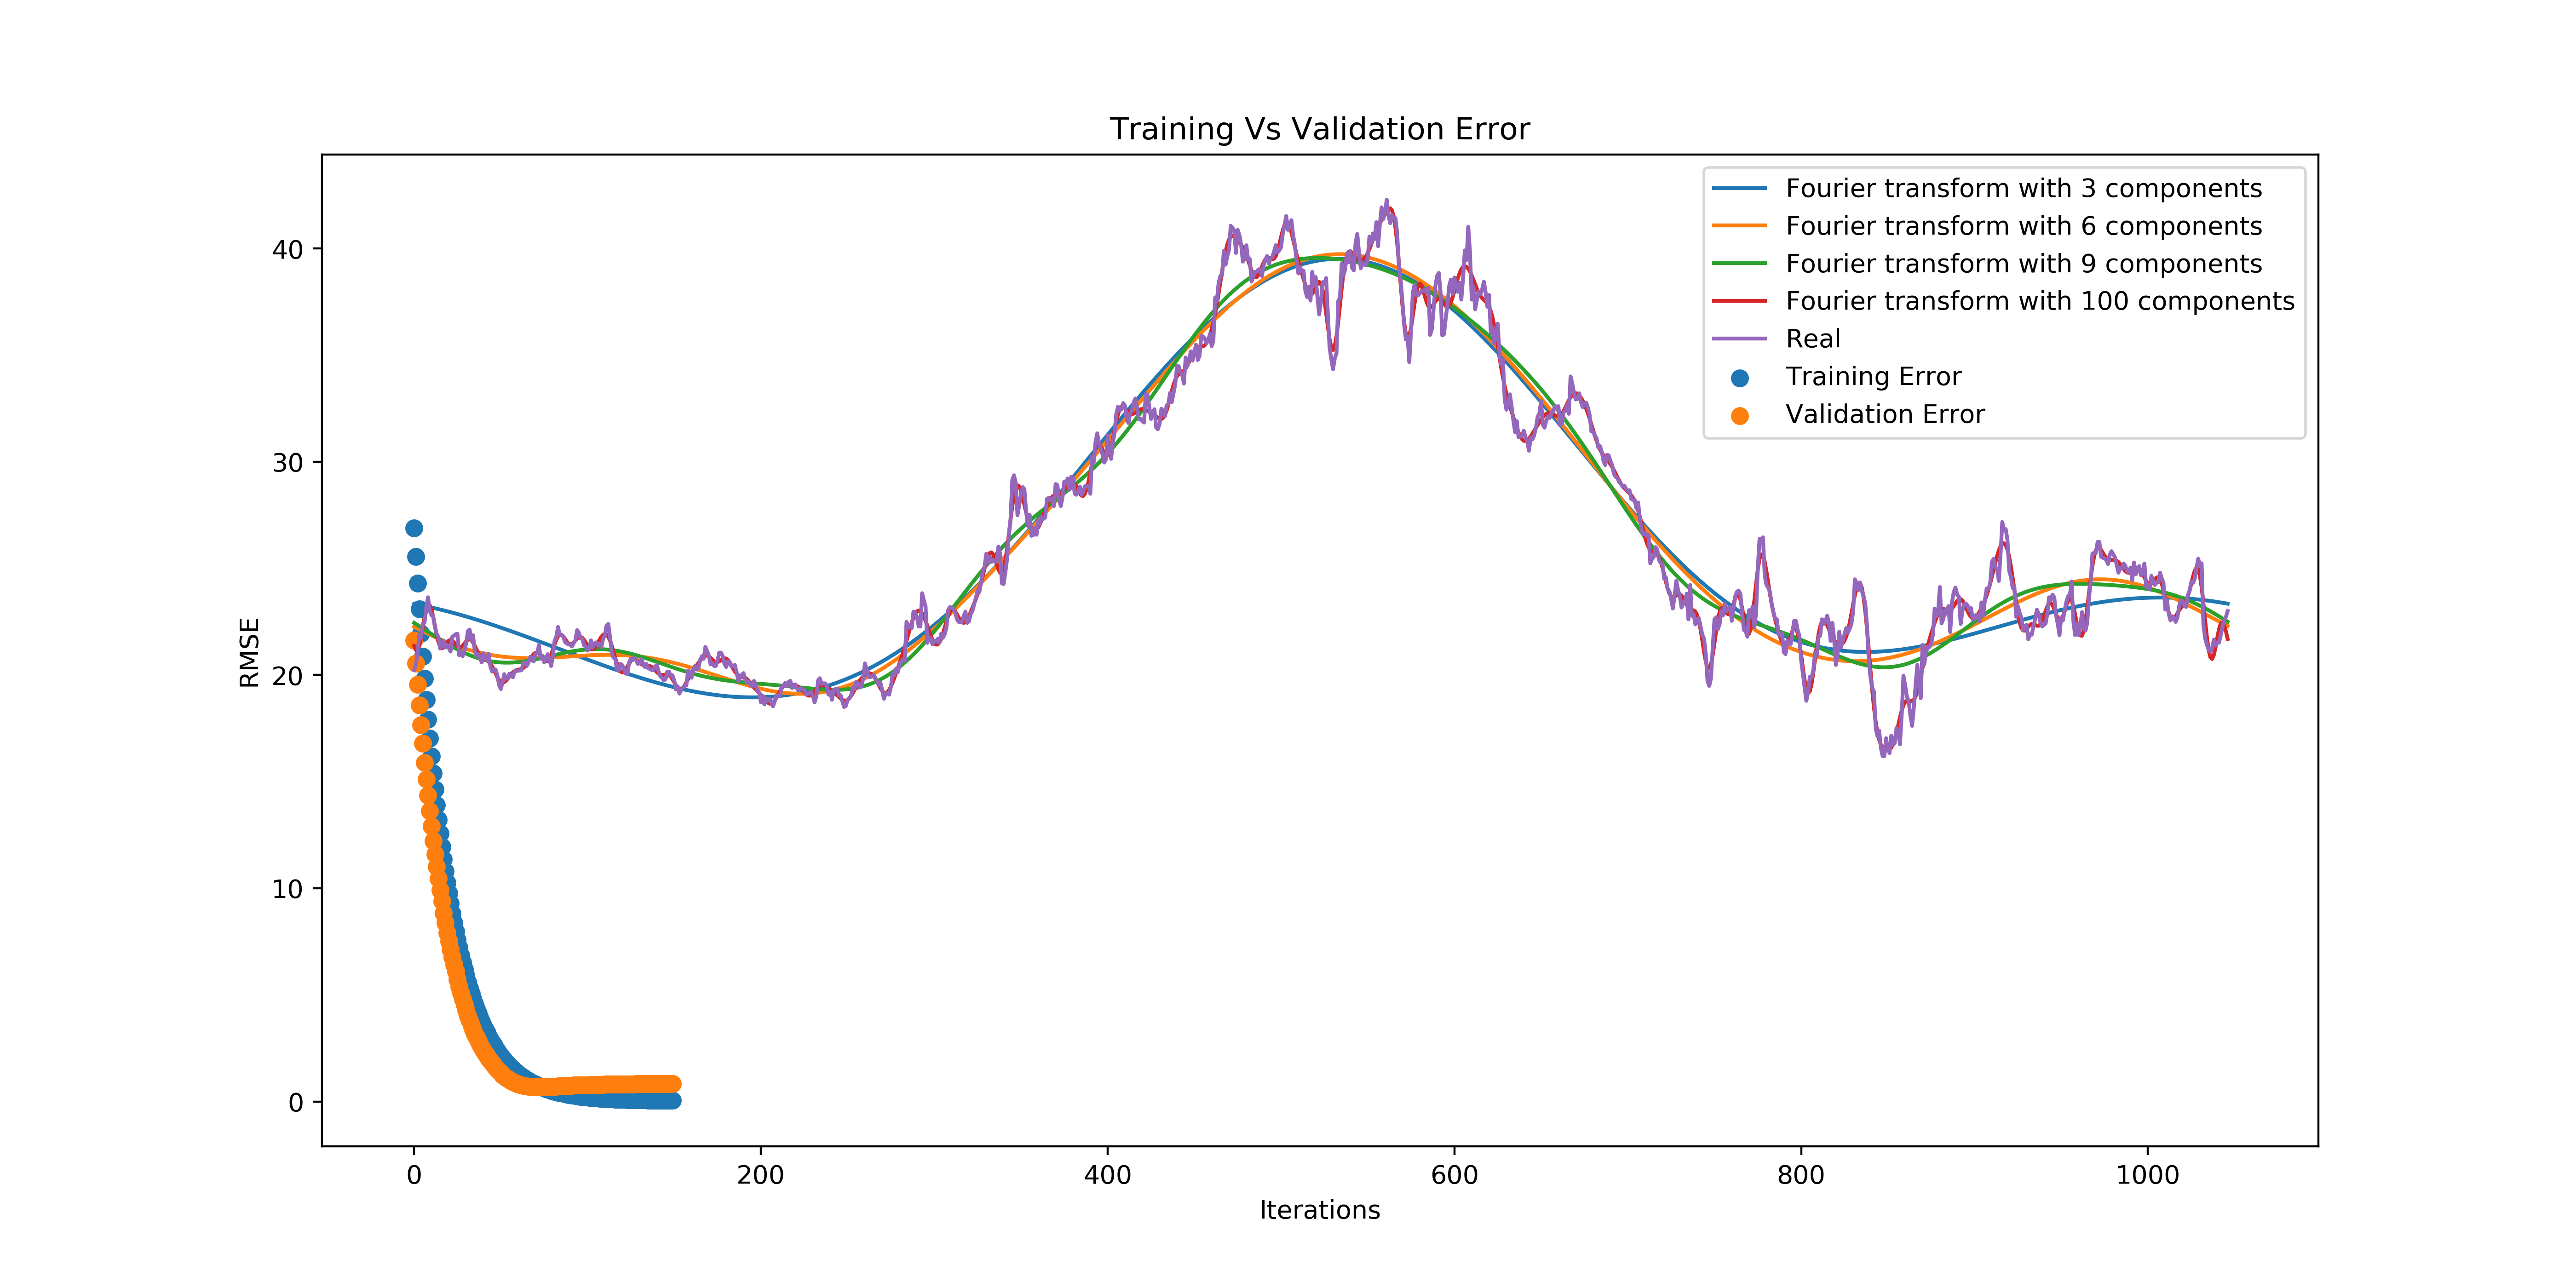 Training Vs Validation Error
Fourier transform with 3 components
Fourier transform with 6 components
Fourier transform with 9 components
Fourier transform with 100 components
Real
Training Error
Validation Error
RMSE
40
30
20
10
0
0 200 400 600 800 1000
Iterations